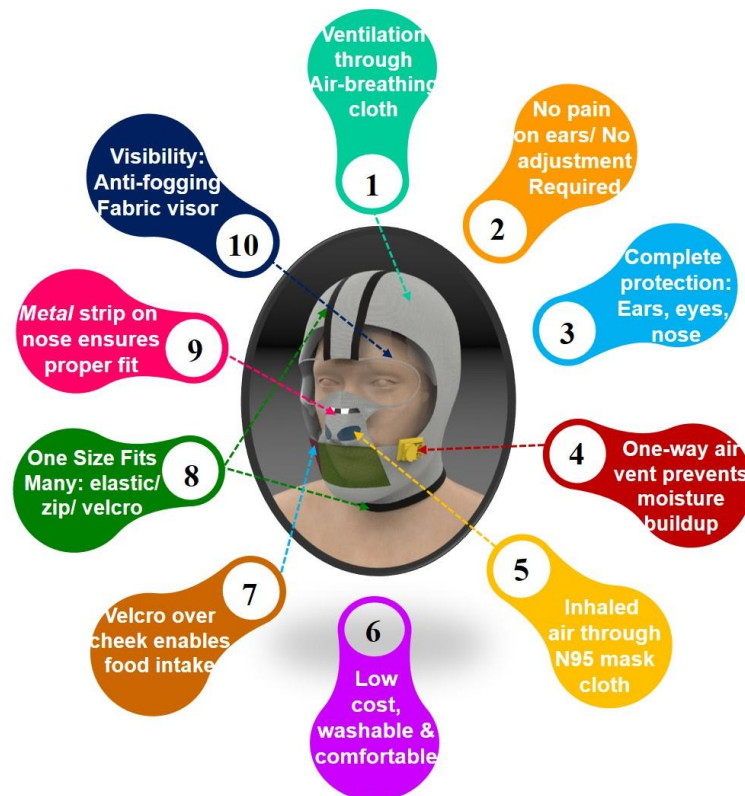 Ventilation
through
Air-breathing
cloth
1
No pain
on ears/ No
adjustment
Required
2
Complete
protection:
Ears, eyes,
nose
3
One-way air
vent prevents
moisture
buildup
4
Inhaled
air through
N95 mask
cloth
5
6
Low
cost,
washable &
comfortable
7
Velcro over
cheek enables
food intake
8
One Size Fits
Many: elastic/
zip/ velcro
9
Metal strip on
nose ensures
proper fit
10
Visibility:
Anti-fogging
Fabric visor